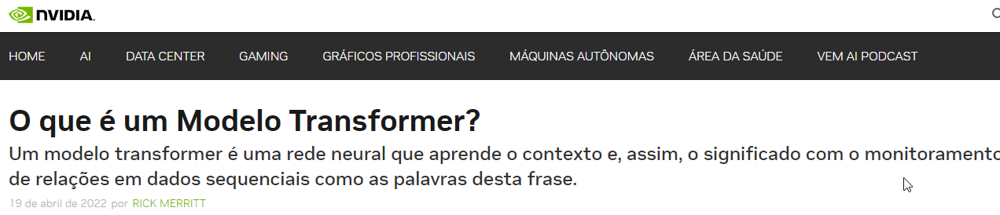 NVIDIA.
HOME AI DATA CENTER GAMING GRÁFICOS PROFISSIONAIS MÁQUINAS AUTÔNOMAS ÁREA DA SAÚDE VEM AI PODCAST
O que é um Modelo Transformer?
Um modelo transformer é uma rede neural que aprende o contexto e, assim, o significado com o monitoramento
de relações em dados sequenciais como as palavras desta frase.
19 de abril de 2022 por RICK MERRITT